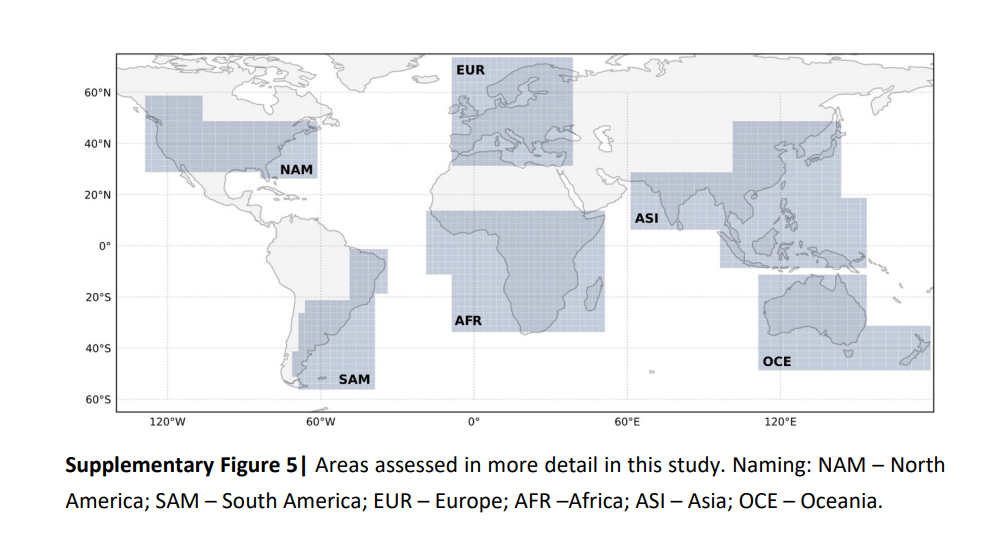 EUR
60°N
40°N
NAM
20°N
ASI
0°
20°S
AFR
40°S
OCE
SAM
60°S
120°W 60°W 0° 60°E 120°E
Supplementary Figure 5| Areas assessed in more detail in this study. Naming: NAM – North
America; SAM – South America; EUR – Europe; AFR –Africa; ASI – Asia; OCE – Oceania.